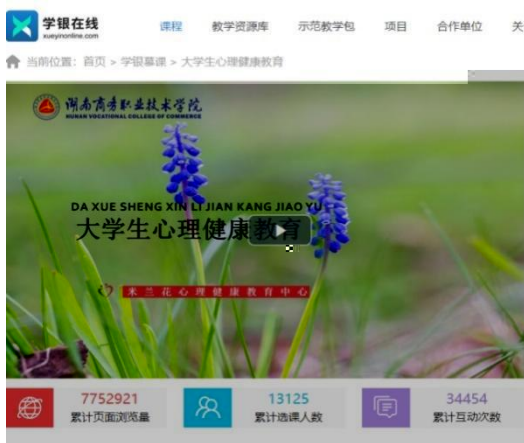 学银在线
xueyinonline.com
课程 教学资源库 示范教学包 项目 合作单位 关
当前位置：首页 > 学银慕课 > 大学生心理健康教育
湖南商务职业技术学院
HUNAN VOCATIONAL COLLEGE OF COMMERCE
DA XUE SHENG XIN LI JIAN KANG JIAO YU
大学生心理健康教育
米兰花心理健康教育中心
7752921 13125 34454
累计页面浏览量 累计选课人数 累计互动次数